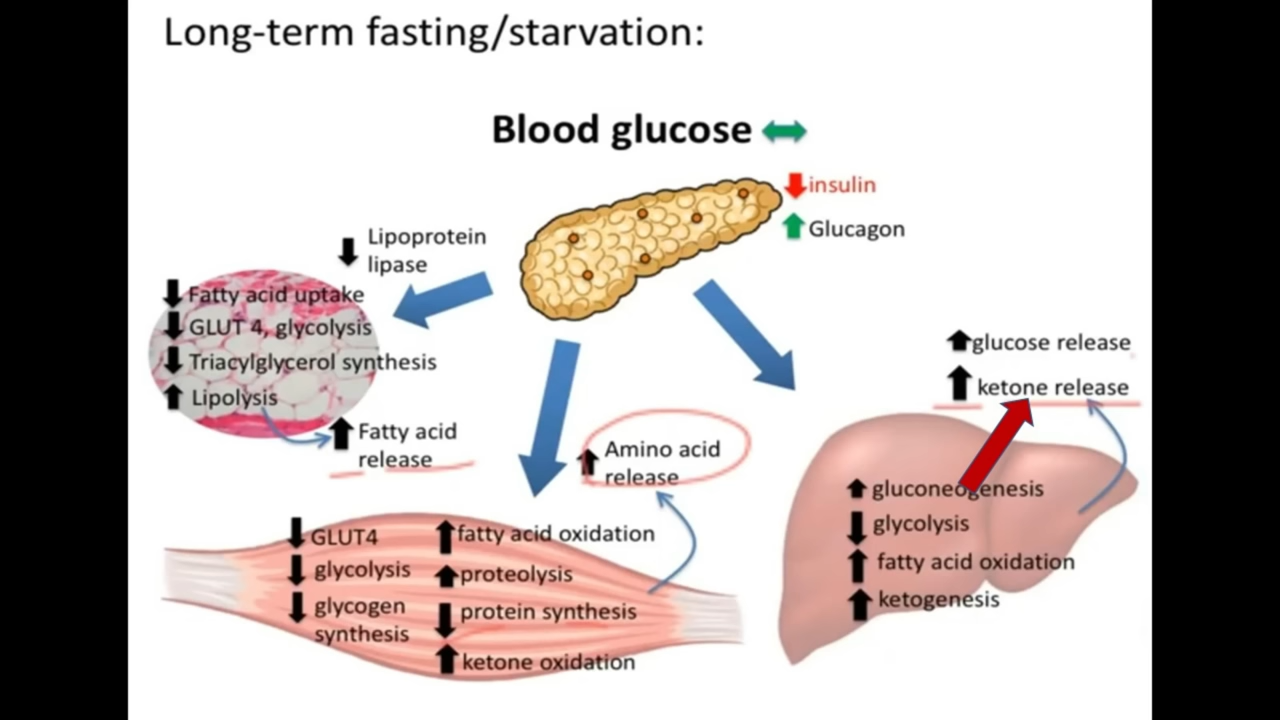 Long-term fasting/starvation:
Blood glucose
insulin
Glucagon
Lipoprotein
lipase
Fatty acid uptake
GLUT 4, glycolysis
Triacylglycerol synthesis
Lipolysis
Fatty acid
release
Amino acid
release
GLUT4
glycolysis
glycogen
synthesis
fatty acid oxidation
proteolysis
protein synthesis
ketone oxidation
glucose release
ketone release
gluconeogenesis
glycolysis
fatty acid oxidation
ketogenesis